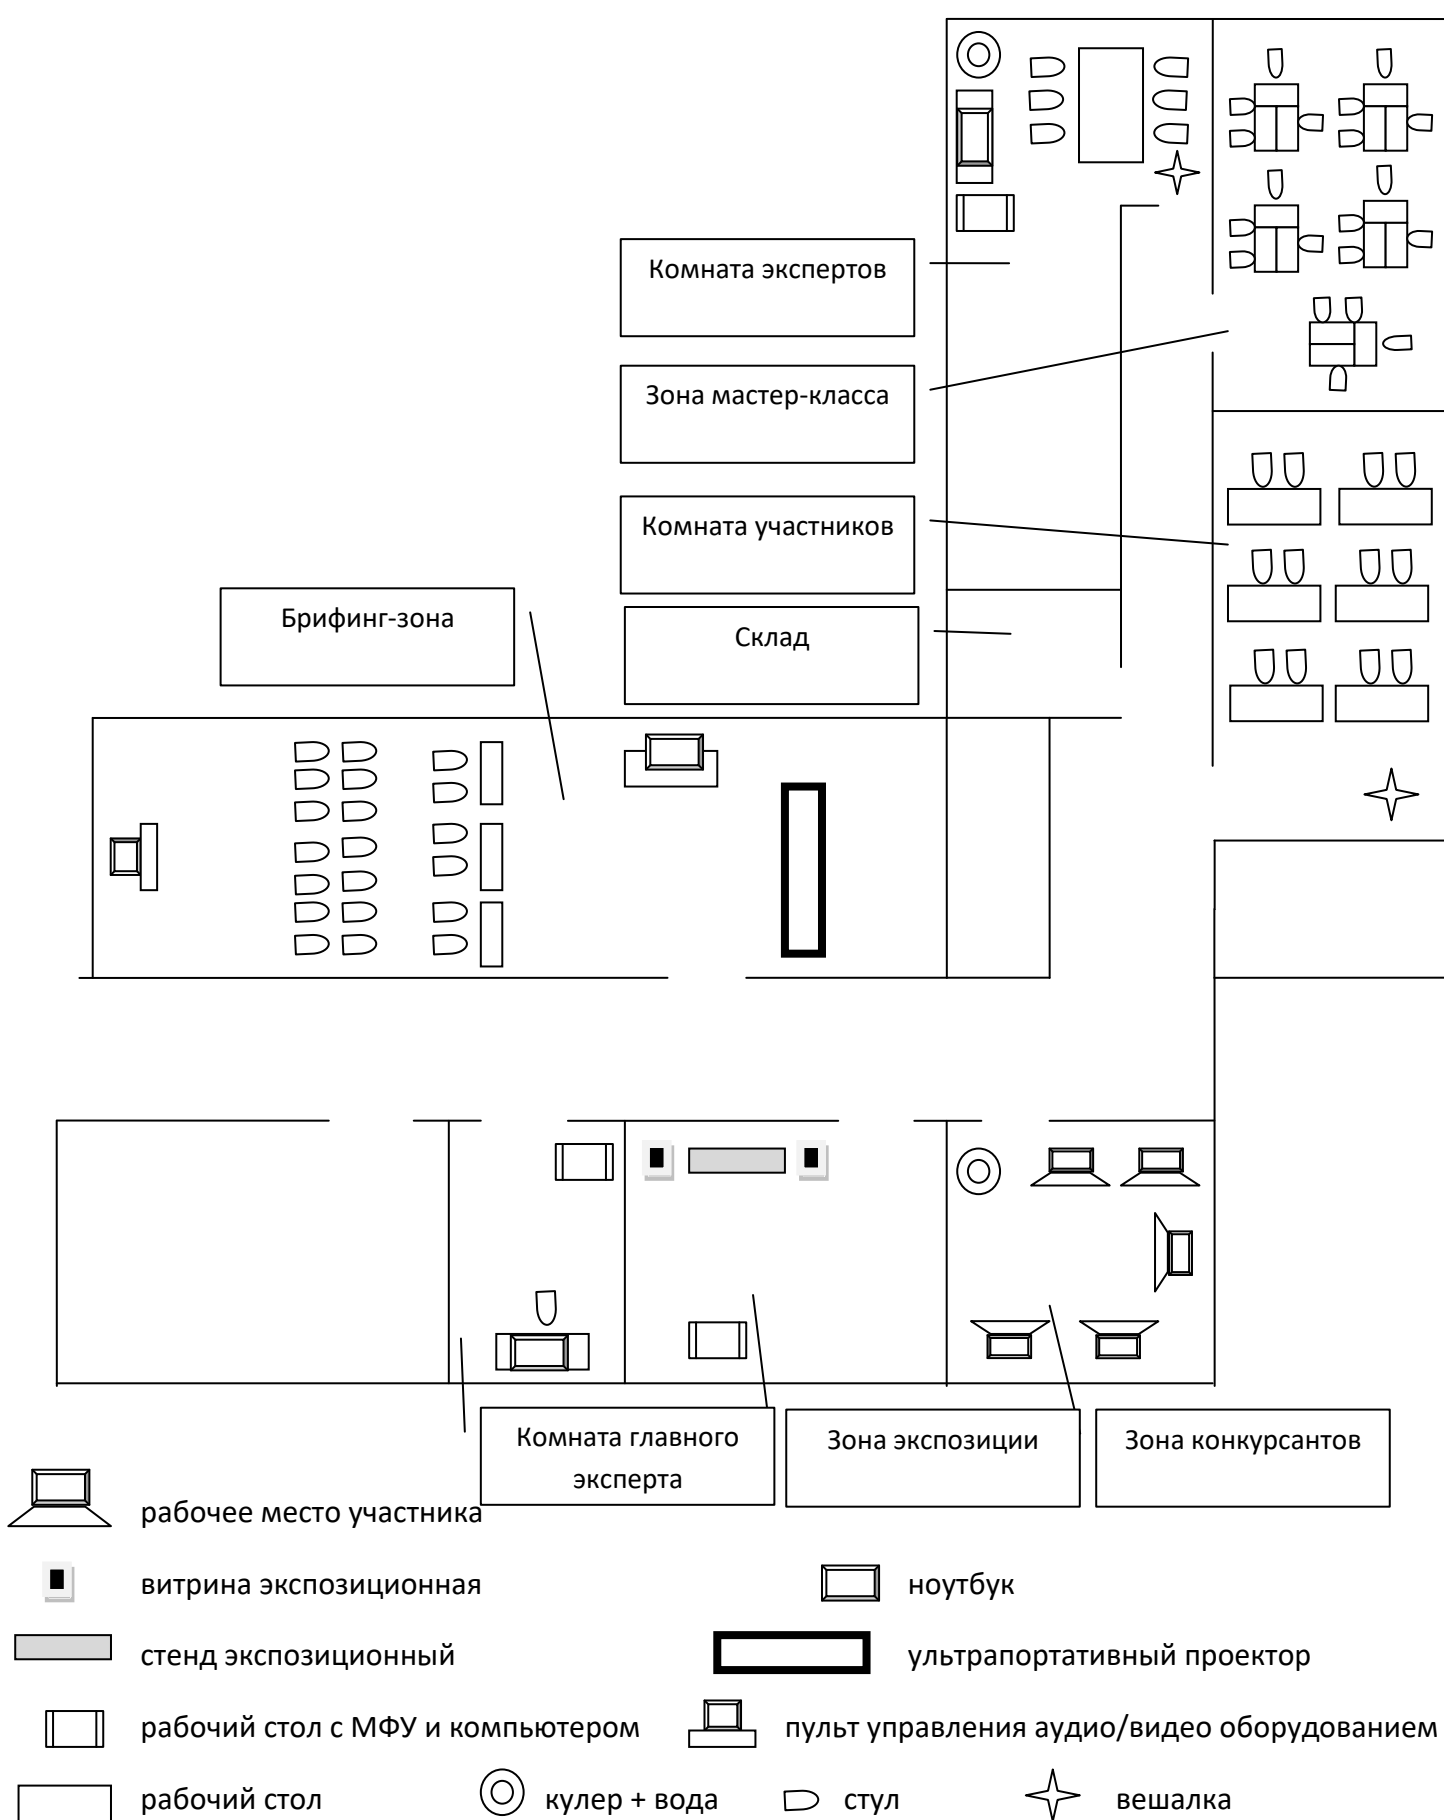 Комната экспертов
Зона мастер-класса
Комната участников
Брифинг-зона
Склад
Комната главного
эксперта
Зона экспозиции
Зона конкурсантов
рабочее место участника
витрина экспозиционная
ноутбук
стенд экспозиционный
ультрапортативный проектор
рабочий стол с МФУ и компьютером
пульт управления аудио/видео оборудованием
рабочий стол
кулер + вода
стул
вешалка